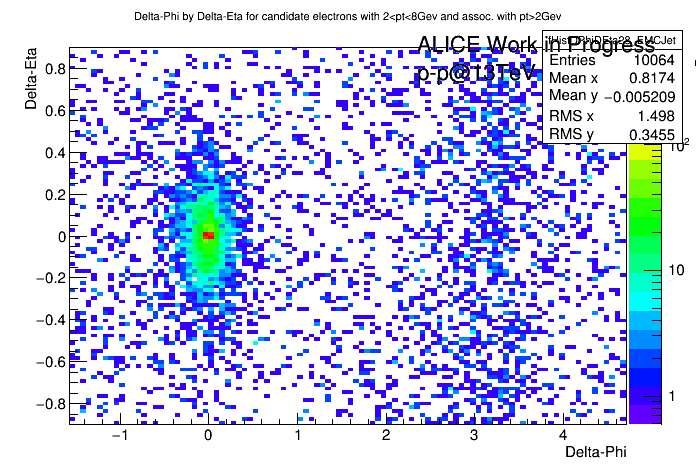 Delta-Phi by Delta-Eta for candidate electrons with 2<pt<8Gev and assoc. with pt>2Gev
ALICE Work in Progress
p-p@13TeV
Entries 10064
Mean x 0.8174
Mean y −0.005209
RMS x 1.498
RMS y 0.3455
Delta-Eta
0.8
0.6
0.4
0.2
0
−0.2
−0.4
−0.6
−0.8
−1 0 1 2 3 4
Delta-Phi
10²
10
1